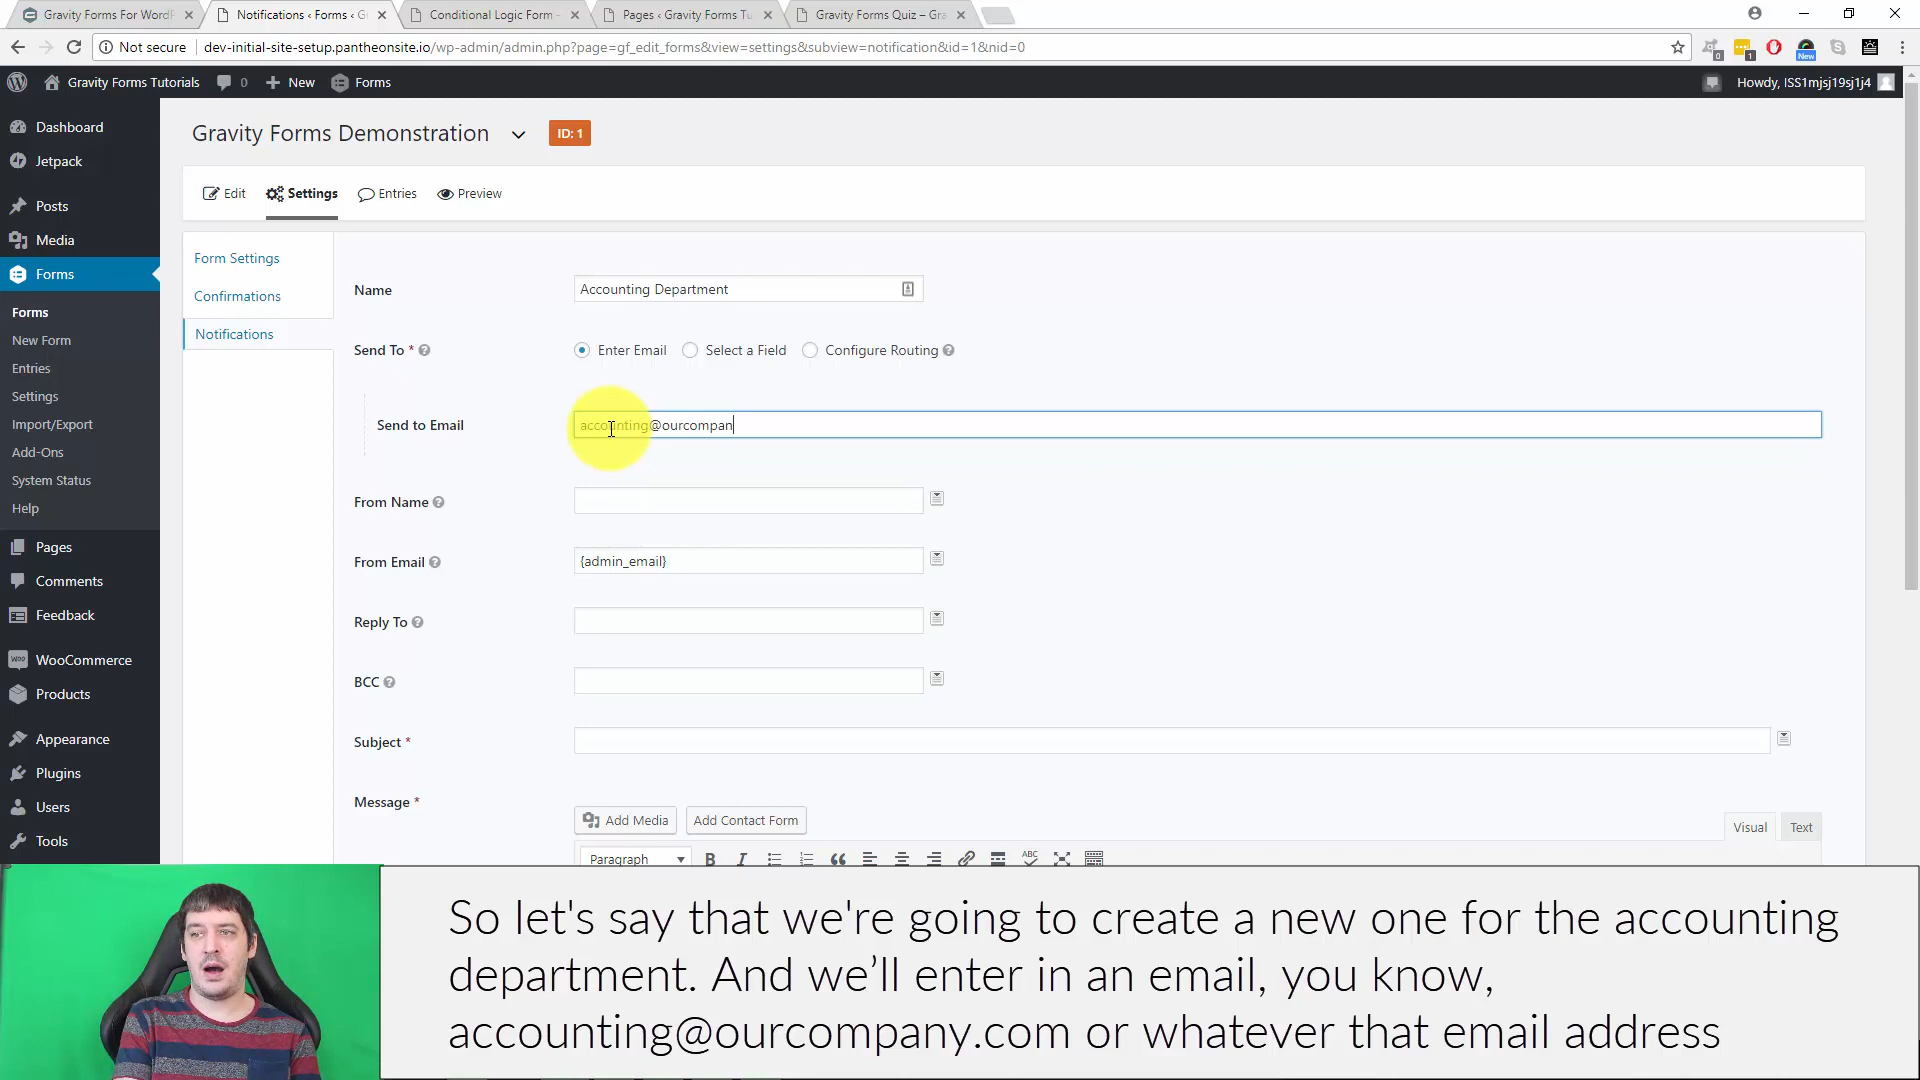 Gravity Forms For WordP
Notifications ‹ Forms ‹ G
Conditional Logic Form -
Pages ‹ Gravity Forms Tu
Gravity Forms Quiz – Gra
Not secure
dev-initial-site-setup.pantheonsite.io/wp-admin/admin.php?page=gf_edit_forms&view=settings&subview=notification&id=1&nid=0
0
1
New
Gravity Forms Tutorials
0
New
Forms
Howdy, ISS1mjsj19sj1j4
Dashboard
Jetpack
Posts
Media
Forms
Forms
New Form
Entries
Settings
Import/Export
Add-Ons
System Status
Help
Pages
Comments
Feedback
WooCommerce
Products
Appearance
Plugins
Users
Tools
Gravity Forms Demonstration
ID: 1
Edit
Settings
Entries
Preview
Form Settings
Confirmations
Notifications
Name
Accounting Department
Send To *
Enter Email
Select a Field
Configure Routing
Send to Email
accounting@ourcompan
From Name
From Email
{admin_email}
Reply To
BCC
Subject *
Message *
Add Media
Add Contact Form
Visual
Text
Paragraph
B
I
ABC
So let's say that we're going to create a new one for the accounting
department. And we’ll enter in an email, you know,
accounting@ourcompany.com or whatever that email address